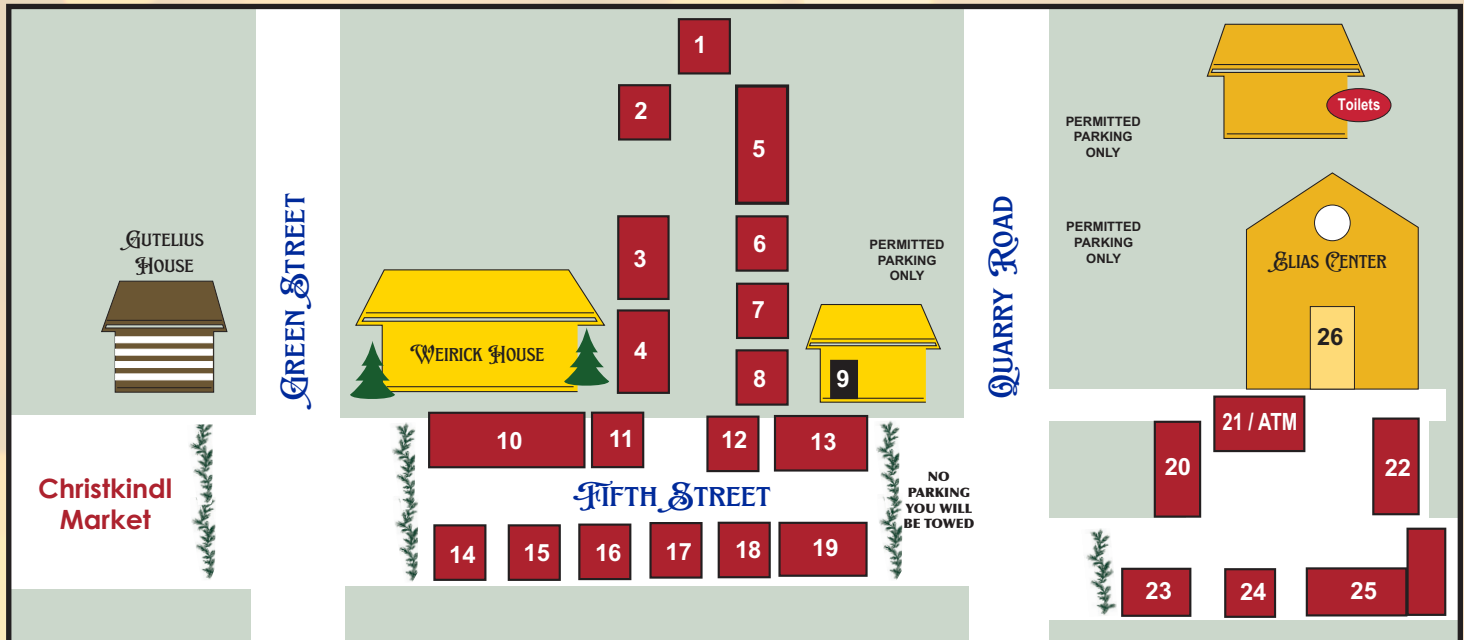 1
2
5
Toilets
PERMITTED
PARKING
ONLY
GUTELIUS
HOUSE
GREEN STREET
3
6
PERMITTED
PARKING
ONLY
QUARRY ROAD
PERMITTED
PARKING
ONLY
ELIAS CENTER
7
4
WEIRICK HOUSE
8
9
26
10
11
12
13
21 / ATM
20
22
Christkindl
Market
FIFTH STREET
NO
PARKING
YOU WILL
BE TOWED
14
15
16
17
18
19
23
24
25